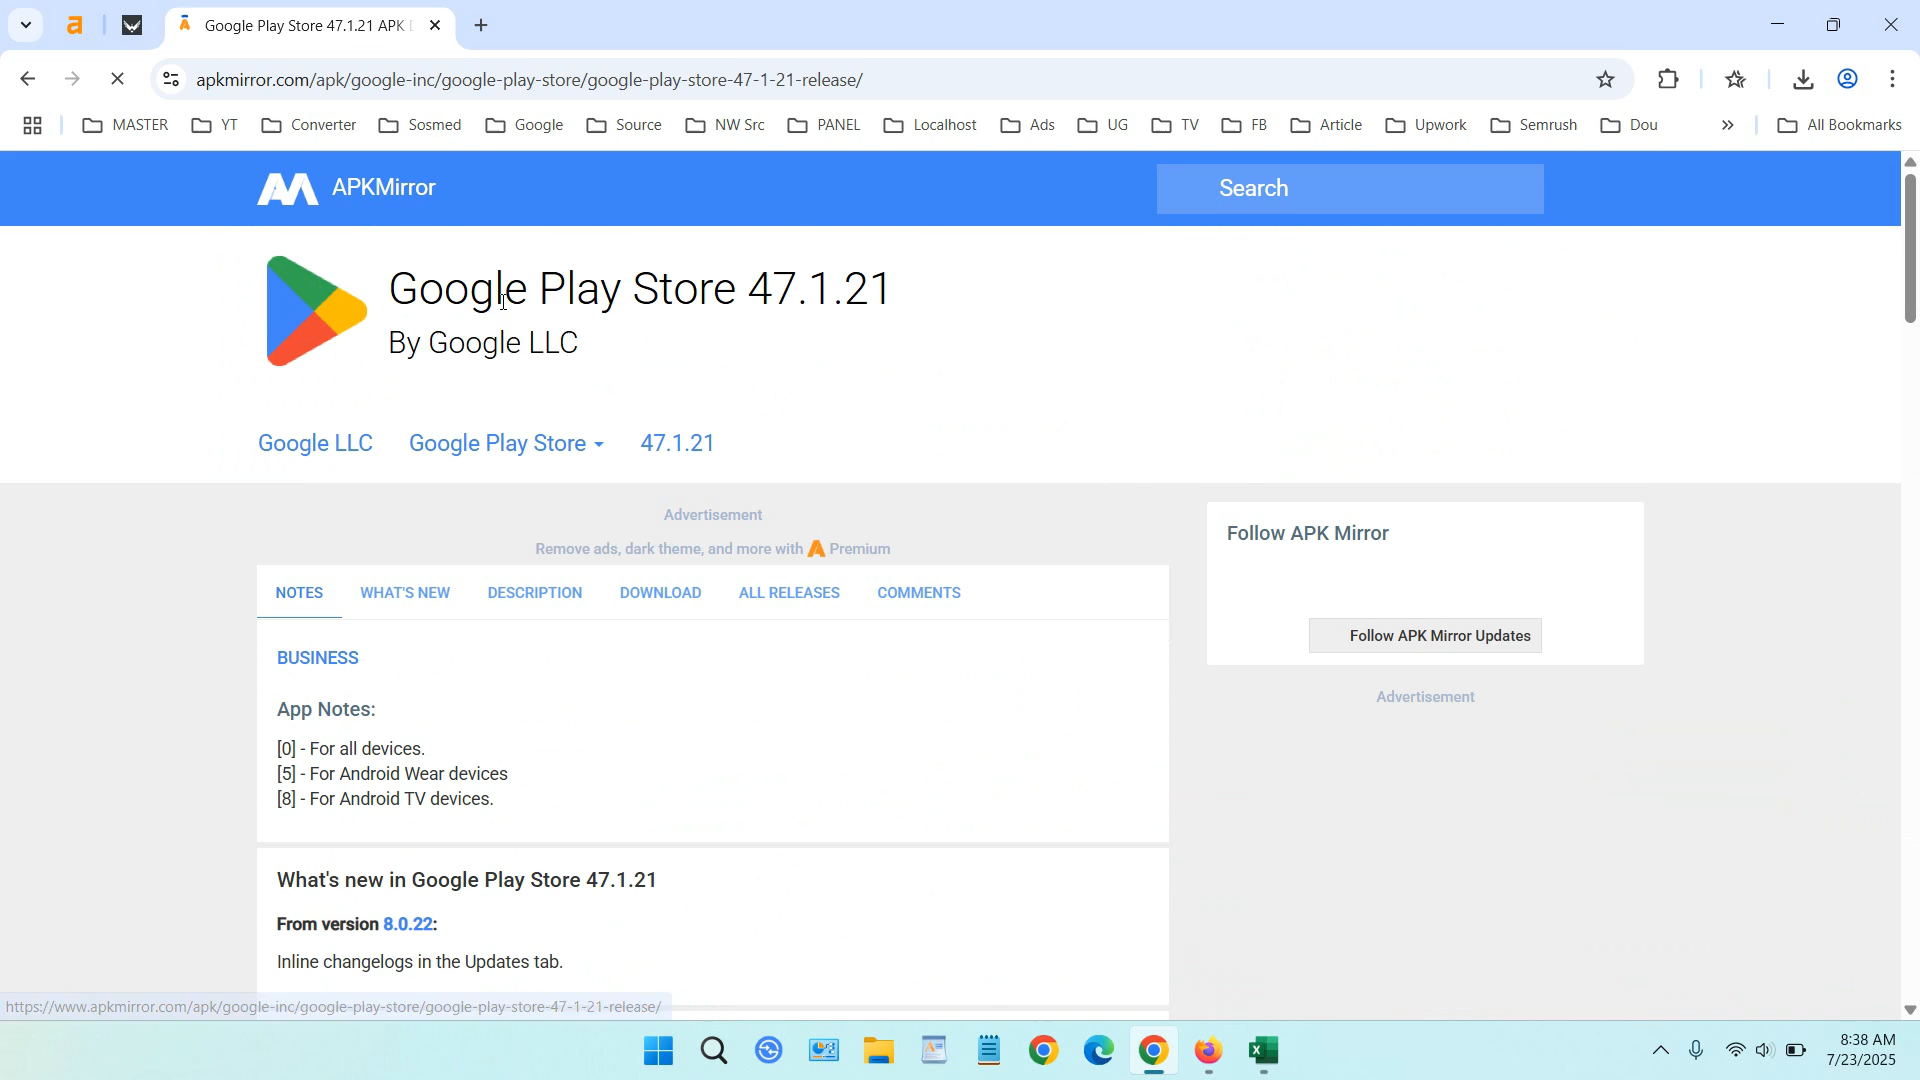 Google Play Store 47.1.21 APK
apkmirror.com/apk/google-inc/google-play-store/google-play-store-47-1-21-release/
MASTER YT Converter Sosmed Google Source NW Src PANEL Localhost Ads UG TV FB Article Upwork Semrush Dou » All Bookmarks
APKMirror Search
Google Play Store 47.1.21
By Google LLC
Google LLC Google Play Store 47.1.21
Advertisement
Remove ads, dark theme, and more with Premium
NOTES WHAT'S NEW DESCRIPTION DOWNLOAD ALL RELEASES COMMENTS
BUSINESS
App Notes:
[0] - For all devices.
[5] - For Android Wear devices
[8] - For Android TV devices.
What's new in Google Play Store 47.1.21
From version 8.0.22:
Inline changelogs in the Updates tab.
Follow APK Mirror
Follow APK Mirror Updates
Advertisement
https://www.apkmirror.com/apk/google-inc/google-play-store/google-play-store-47-1-21-release/
8:38 AM
7/23/2025